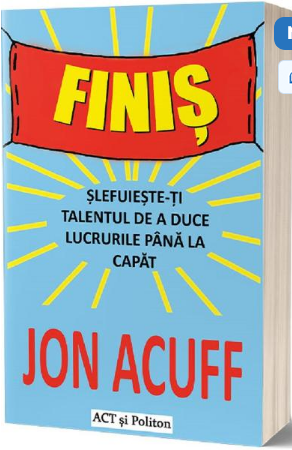 FINIȘ
ȘLEFUIEȘTE-ȚI
TALENTUL DE A DUCE
LUCRURILE PÂNĂ LA
CAPĂT
JON ACUFF
ACT și Politon